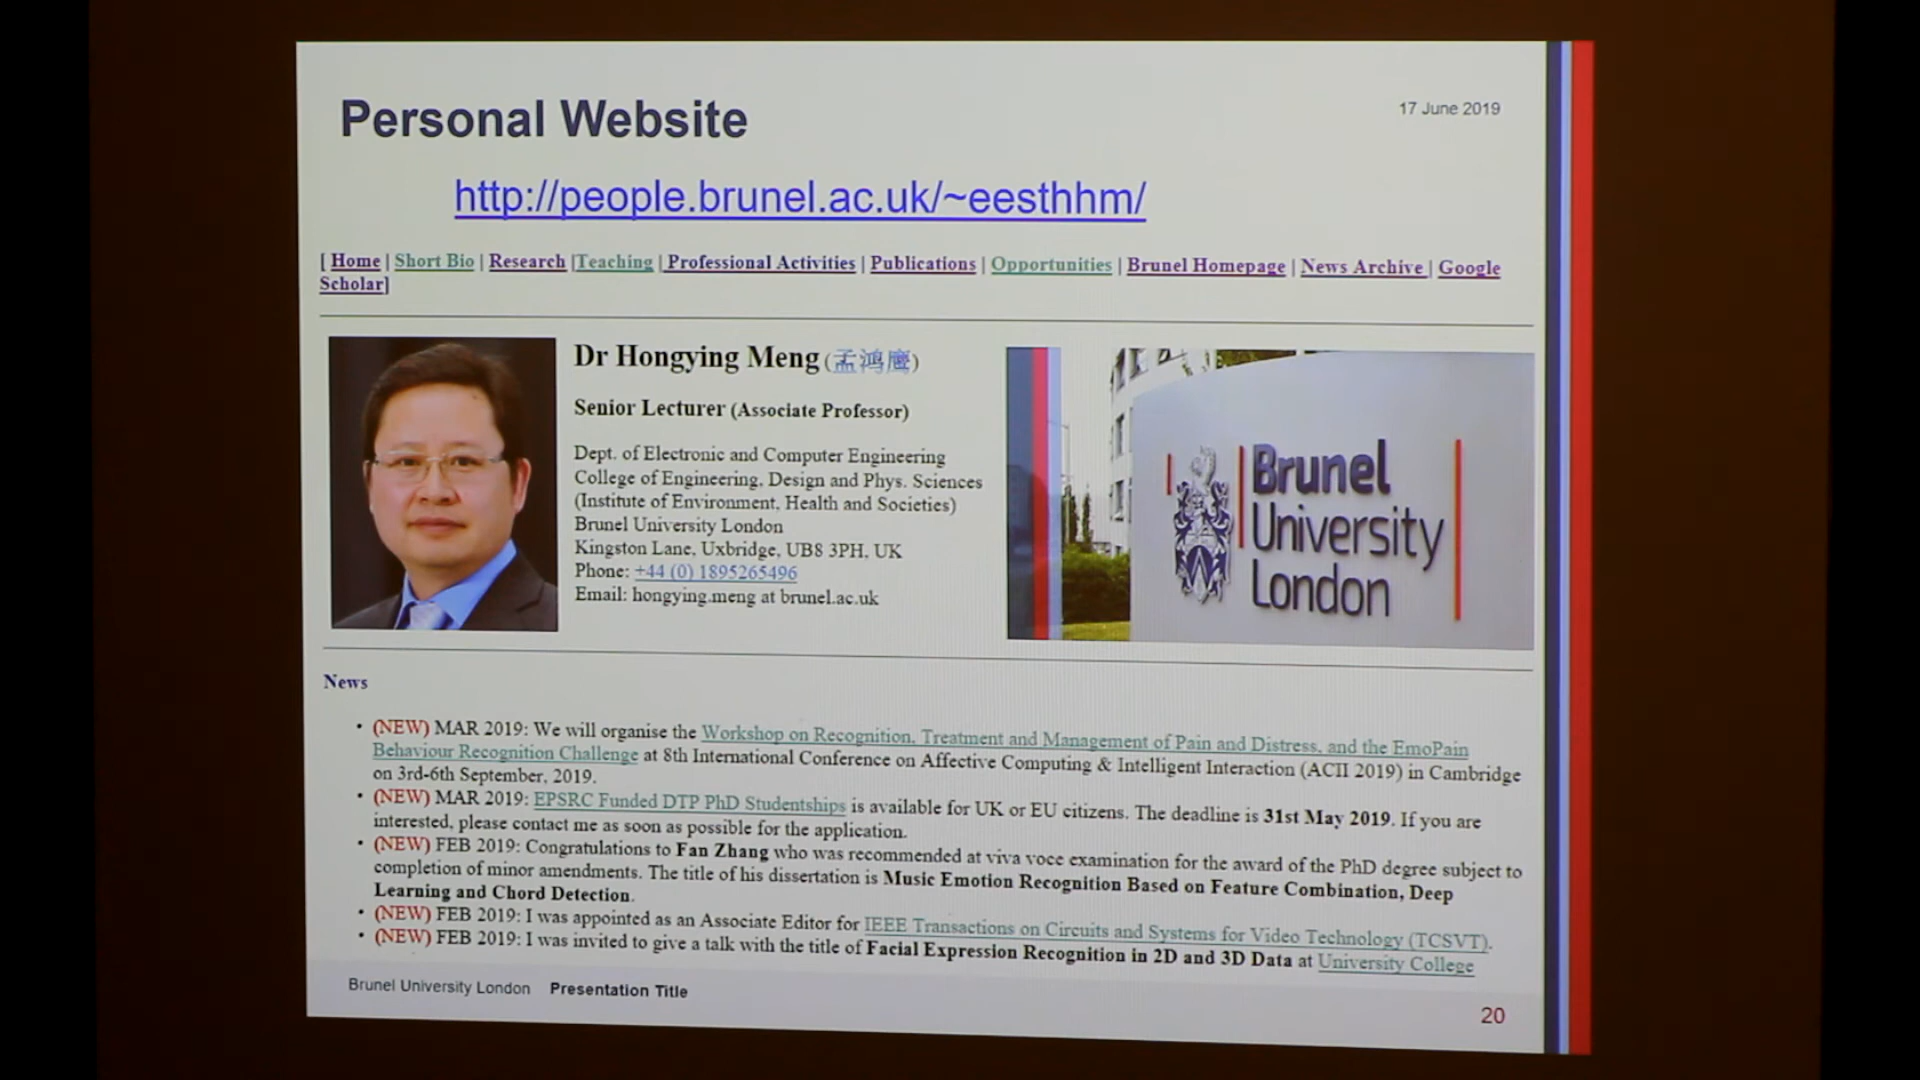 Personal Website
17 June 2019
http://people.brunel.ac.uk/~eesthhm/
[ Home | Short Bio | Research |Teaching | Professional Activities | Publications | Opportunities | Brunel Homepage | News Archive | Google
Scholar]
Dr Hongying Meng (孟鸿鹰)
Senior Lecturer (Associate Professor)
Dept. of Electronic and Computer Engineering
College of Engineering, Design and Phys. Sciences
(Institute of Environment, Health and Societies)
Brunel University London
Kingston Lane, Uxbridge, UB8 3PH, UK
Phone: +44 (0) 1895265496
Email: hongying.meng at brunel.ac.uk
Brunel
University
London
News
• (NEW) MAR 2019: We will organise the Workshop on Recognition, Treatment and Management of Pain and Distress, and the EmoPain
Behaviour Recognition Challenge at 8th International Conference on Affective Computing & Intelligent Interaction (ACII 2019) in Cambridge
on 3rd-6th September, 2019.
• (NEW) MAR 2019: EPSRC Funded DTP PhD Studentships is available for UK or EU citizens. The deadline is 31st May 2019. If you are
interested, please contact me as soon as possible for the application.
• (NEW) FEB 2019: Congratulations to Fan Zhang who was recommended at viva voce examination for the award of the PhD degree subject to
completion of minor amendments. The title of his dissertation is Music Emotion Recognition Based on Feature Combination, Deep
Learning and Chord Detection.
• (NEW) FEB 2019: I was appointed as an Associate Editor for IEEE Transactions on Circuits and Systems for Video Technology (TCSVT).
• (NEW) FEB 2019: I was invited to give a talk with the title of Facial Expression Recognition in 2D and 3D Data at University College
Brunel University London Presentation Title
20